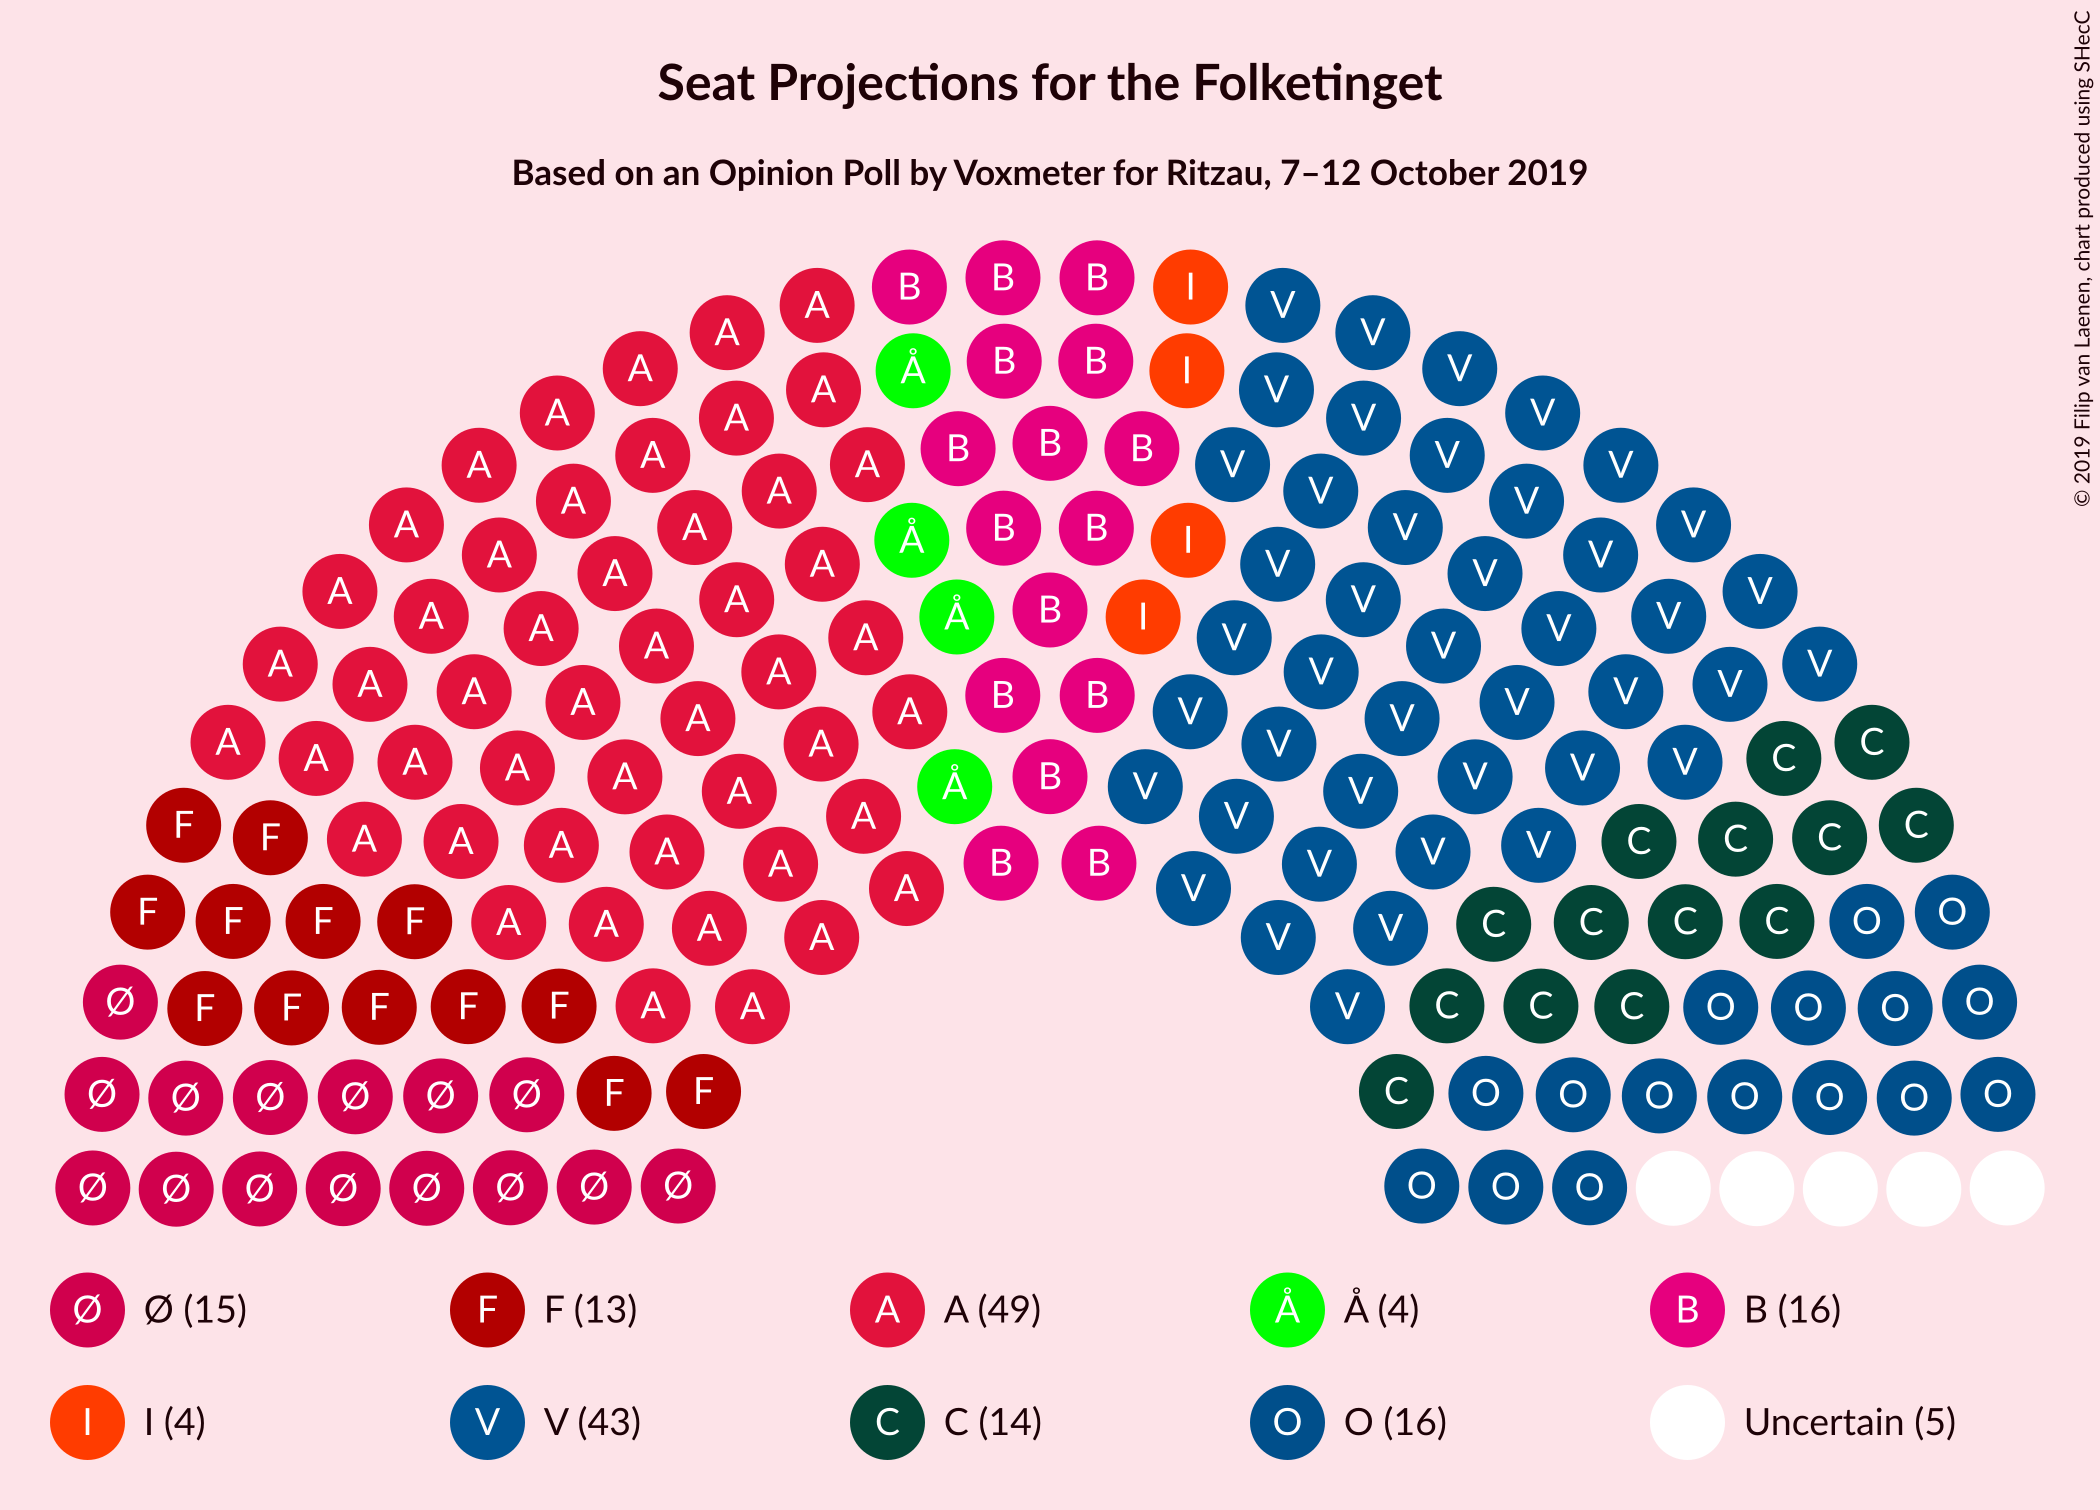 Seat Projections for the Folketinget
Based on an Opinion Poll by Voxmeter for Ritzau, 7–12 October 2019
© 2019 Filip van Laenen, chart produced using SHecC
B B B I
A V
A V
A Å B B I V
A A V V
A A B B B V V V
A A A V V V
A A A Å B B I V V V V
A A A A V V V V
A A A A Å B I V V V V
A A A A V V V V
A A A A A B B V V V V V
A A A A A V V V V C C
A A A A Å B V V V V V
F F A A A A A B B V V V C C C C
F F F F A A A A A V V V C C C C O O
Ø F F F F F A A V C C C O O O O
Ø Ø Ø Ø Ø Ø F F C O O O O O O O
Ø Ø Ø Ø Ø Ø Ø Ø O O O
Ø Ø (15) F F (13) A A (49) Å Å (4) B B (16)
I I (4) V V (43) C C (14) O O (16) Uncertain (5)